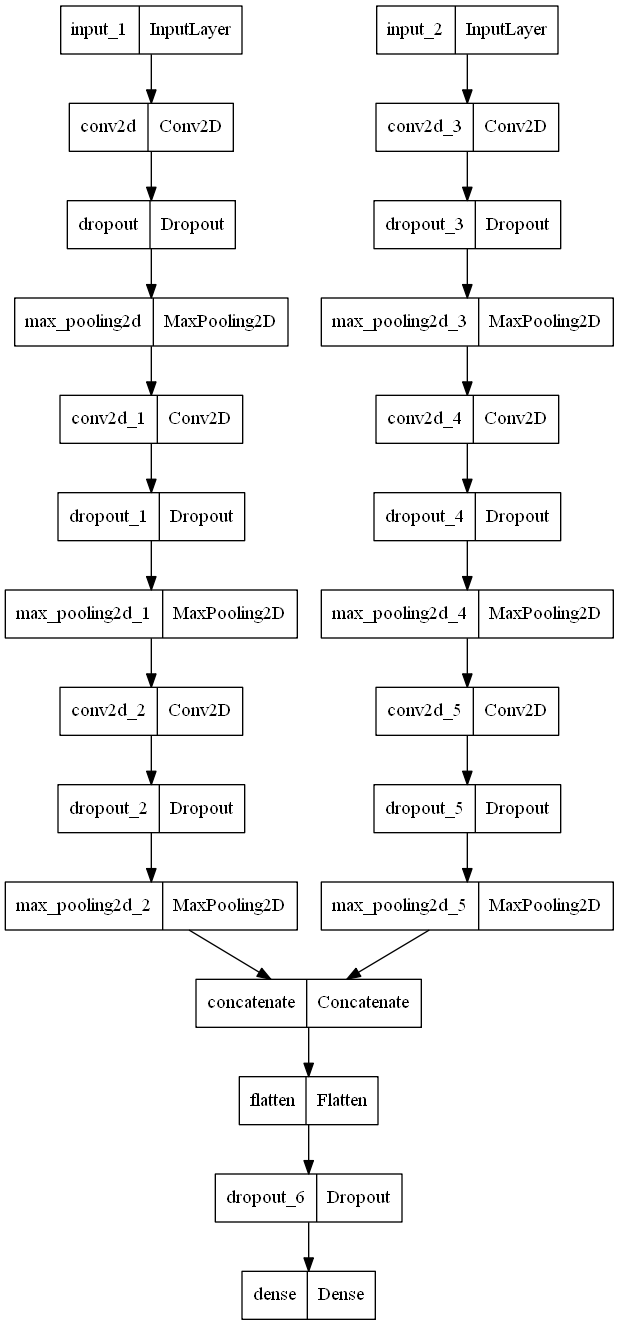 input_1 InputLayer
input_2 InputLayer
conv2d Conv2D
conv2d_3 Conv2D
dropout Dropout
dropout_3 Dropout
max_pooling2d MaxPooling2D
max_pooling2d_3 MaxPooling2D
conv2d_1 Conv2D
conv2d_4 Conv2D
dropout_1 Dropout
dropout_4 Dropout
max_pooling2d_1 MaxPooling2D
max_pooling2d_4 MaxPooling2D
conv2d_2 Conv2D
conv2d_5 Conv2D
dropout_2 Dropout
dropout_5 Dropout
max_pooling2d_2 MaxPooling2D
max_pooling2d_5 MaxPooling2D
concatenate Concatenate
flatten Flatten
dropout_6 Dropout
dense Dense